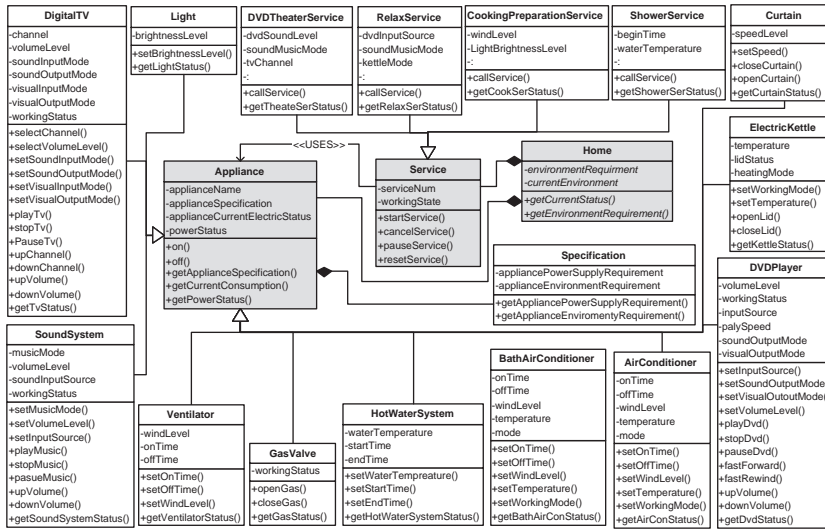 DigitalTV
-channel
-volumeLevel
-soundInputMode
-soundOutputMode
-visualInputMode
-visualOutputMode
-workingStatus
+selectChannel()
+selectVolumeLevel()
+setSoundInputMode()
+setSoundOutputMode()
+setVisualInputMode()
+setVisualOutputMode()
+playTv()
+stopTv()
+PauseTv()
+upChannel()
+downChannel()
+upVolume()
+downVolume()
+getTvStatus()
Light
-brightnessLevel
+setBrightnessLevel()
+getLightStatus()
DVDTheaterService
-dvdSoundLevel
-soundMusicMode
-tvChannel
-:
+callService()
+getTheateSerStatus()
RelaxService
-dvdInputSource
-soundMusicMode
-kettleMode
-:
+callService()
+getRelaxSerStatus()
CookingPreparationService
-windLevel
-LightBrightnessLevel
-:
+callService()
+getCookSerStatus()
ShowerService
-beginTime
-waterTemperature
-:
+callService()
+getShowerSerStatus()
Curtain
-speedLevel
+setSpeed()
+closeCurtain()
+openCurtain()
+getCurtainStatus()
<<USES>>
Appliance
-applianceName
-applianceSpecification
-applianceCurrentElectricStatus
-powerStatus
+on()
+off()
+getApplianceSpecification()
+getCurrentConsumption()
+getPowerStatus()
Service
-serviceNum
-workingState
+startService()
+cancelService()
+pauseService()
+resetService()
Home
-environmentRequirment
-currentEnvironment
+getCurrentStatus()
+getEnvironmentRequirement()
ElectricKettle
-temperature
-lidStatus
-heatingMode
+setWorkingMode()
+setTemperature()
+openLid()
+closeLid()
+getKettleStatus()
Specification
-appliancePowerSupplyRequirement
-applianceEnvironmentRequirement
+getAppliancePowerSupplyRequirement()
+getApplianceEnviromentyRequirement()
DVDPlayer
-volumeLevel
-workingStatus
-inputSource
-palySpeed
-soundOutputMode
-visualOutputMode
+setInputSource()
+setSoundOutputMode()
+setVisualOutoutMode()
+setVolumeLevel()
+playDvd()
+stopDvd()
+pauseDvd()
+fastForward()
+fastRewind()
+upVolume()
+downVolume()
+getDvdStatus()
SoundSystem
-musicMode
-volumeLevel
-soundInputSource
-workingStatus
+setMusicMode()
+setVolumeLevel()
+setInputSource()
+playMusic()
+stopMusic()
+pasueMusic()
+upVolume()
+downVolume()
+getSoundSystemStatus()
Ventilator
-windLevel
-onTime
-offTime
+setOnTime()
+setOffTime()
+setWindLevel()
+getVentilatorStatus()
GasValve
-workingStatus
+openGas()
+closeGas()
+getGasStatus()
HotWaterSystem
-waterTemperature
-startTime
-endTime
+setWaterTempreature()
+setStartTime()
+setEndTime()
+getHotWaterSystemStatus()
BathAirConditioner
-onTime
-offTime
-windLevel
-temperature
-mode
+setOnTime()
+setOffTime()
+setWindLevel()
+setTemperature()
+setWorkingMode()
+getBathAirConStatus()
AirConditioner
-onTime
-offTime
-windLevel
-temperature
-mode
+setOnTime()
+setOffTime()
+setWindLevel()
+setTemperature()
+setWorkingMode()
+getAirConStatus()